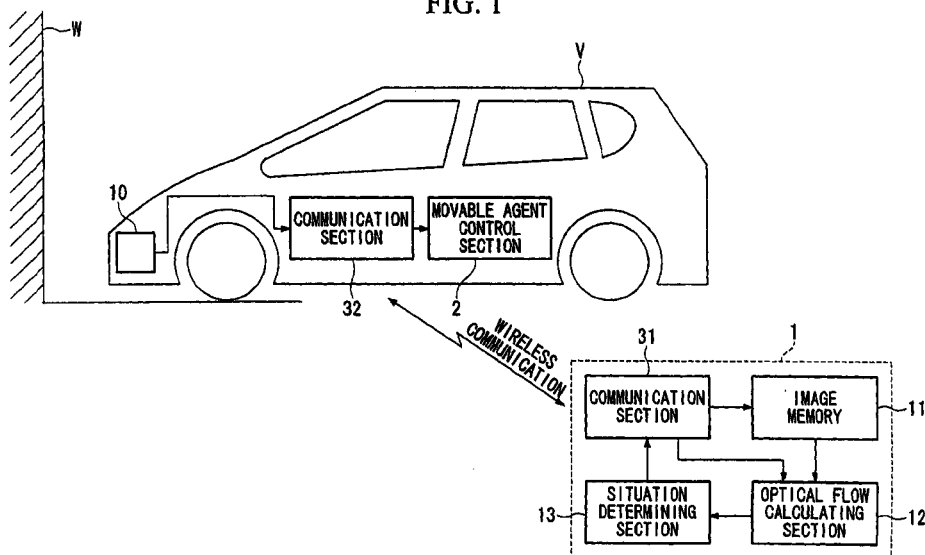 FIG. 1
W
V
10
COMMUNICATION
SECTION
MOVABLE AGENT
CONTROL
SECTION
32
2
WIRELESS
COMMUNICATION
31
1
COMMUNICATION
SECTION
IMAGE
MEMORY
11
13
SITUATION
DETERMINING
SECTION
OPTICAL FLOW
CALCULATING
SECTION
12